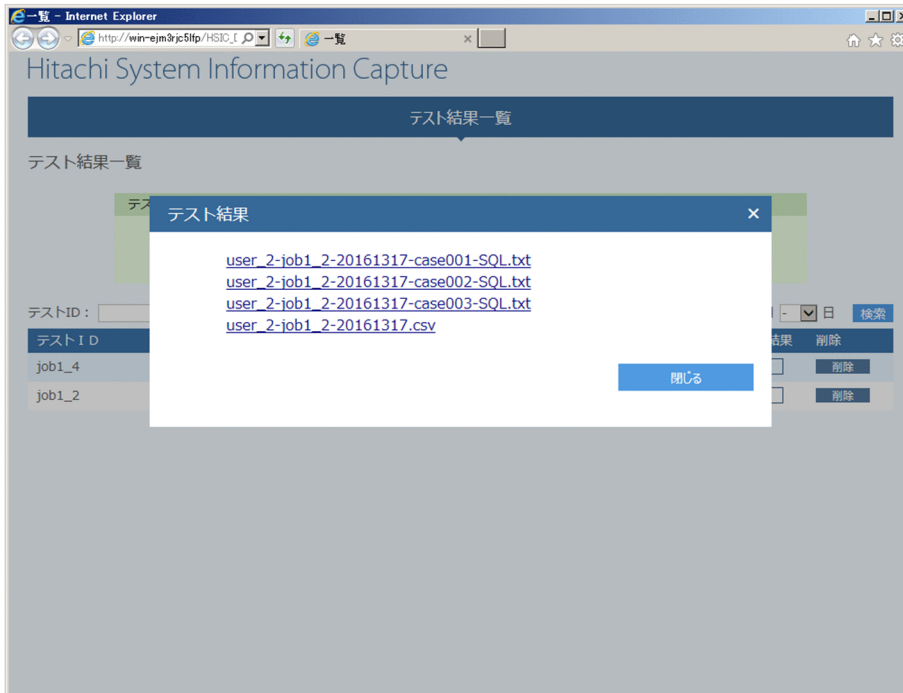 一覧 - Internet Explorer
http://win-ejm3rjc5lfp/HSIC_
一覧
Hitachi System Information Capture
テスト結果一覧
テスト結果一覧
テス
テスト結果
user_2-job1_2-20161317-case001-SQL.txt
user_2-job1_2-20161317-case002-SQL.txt
user_2-job1_2-20161317-case003-SQL.txt
user_2-job1_2-20161317.csv
閉じる
テストID： - 日 検索
テストＩＤ 結果 削除
job1_4 削除
job1_2 削除